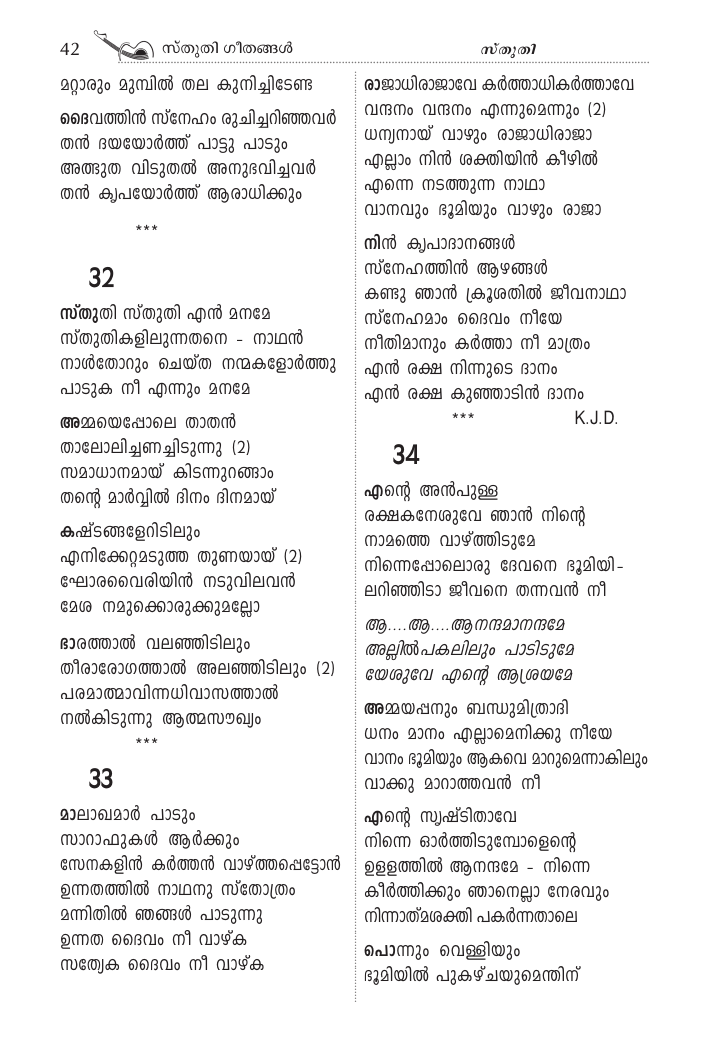 42 സ്തുതി ഗീതങ്ങൾ സ്തുതി
മറ്റാരും മുമ്പിൽ തല കുനിച്ചിടേണ്ട
ദൈവത്തിൻ സ്നേഹം രുചിച്ചറിഞ്ഞവർ
തൻ ദയയോർത്ത് പാട്ടു പാടും
അത്ഭുത വിടുതൽ അനുഭവിച്ചവർ
തൻ കൃപയോർത്ത് ആരാധിക്കും
***
32
സ്തുതി സ്തുതി എൻ മനമേ
സ്തുതികളിലുന്നതനെ - നാഥൻ
നാൾതോറും ചെയ്ത നന്മകളോർത്തു
പാടുക നീ എന്നും മനമേ
അമ്മയെപ്പോലെ താതൻ
താലോലിച്ചണച്ചിടുന്നു (2)
സമാധാനമായ് കിടന്നുറങ്ങാം
തന്റെ മാർവ്വിൽ ദിനം ദിനമായ്
കഷ്ടങ്ങളേറിടിലും
എനിക്കേറ്റമടുത്ത തുണയായ് (2)
ഘോരവൈരിയിൻ നടുവിലവൻ
മേശ നമുക്കൊരുക്കുമല്ലോ
ഭാരത്താൽ വലഞ്ഞിടിലും
തീരാരോഗത്താൽ അലഞ്ഞിടിലും (2)
പരമാത്മാവിന്നധിവാസത്താൽ
നൽകിടുന്നു ആത്മസൗഖ്യം
***
33
മാലാഖമാർ പാടും
സാറാഫുകൾ ആർക്കും
സേനകളിൻ കർത്തൻ വാഴ്ത്തപ്പെട്ടോൻ
ഉന്നതത്തിൽ നാഥനു സ്തോത്രം
മന്നിതിൽ ഞങ്ങൾ പാടുന്നു
ഉന്നത ദൈവം നീ വാഴ്ക
സത്യേക ദൈവം നീ വാഴ്ക
രാജാധിരാജാവേ കർത്താധികർത്താവേ
വന്ദനം വന്ദനം എന്നുമെന്നും (2)
ധന്യനായ് വാഴും രാജാധിരാജാ
എല്ലാം നിൻ ശക്തിയിൻ കീഴിൽ
എന്നെ നടത്തുന്ന നാഥാ
വാനവും ഭൂമിയും വാഴും രാജാ
നിൻ കൃപാദാനങ്ങൾ
സ്നേഹത്തിൻ ആഴങ്ങൾ
കണ്ടു ഞാൻ ക്രൂശതിൽ ജീവനാഥാ
സ്നേഹമാം ദൈവം നീയേ
നീതിമാനും കർത്താ നീ മാത്രം
എൻ രക്ഷ നിന്നുടെ ദാനം
എൻ രക്ഷ കുഞ്ഞാടിൻ ദാനം
*** K.J.D.
34
എന്റെ അൻപുള്ള
രക്ഷകനേശുവേ ഞാൻ നിന്റെ
നാമത്തെ വാഴ്ത്തിടുമേ
നിന്നെപ്പോലൊരു ദേവനെ ഭൂമിയി-
ലറിഞ്ഞിടാ ജീവനെ തന്നവൻ നീ
ആ....ആ....ആനന്ദമാനന്ദമേ
അല്ലിൽപകലിലും പാടിടുമേ
യേശുവേ എന്റെ ആശ്രയമേ
അമ്മയപ്പനും ബന്ധുമിത്രാദി
ധനം മാനം എല്ലാമെനിക്കു നീയേ
വാനം ഭൂമിയും ആകവെ മാറുമെന്നാകിലും
വാക്കു മാറാത്തവൻ നീ
എന്റെ സൃഷ്ടിതാവേ
നിന്നെ ഓർത്തിടുമ്പോളെന്റെ
ഉളളത്തിൽ ആനന്ദമേ - നിന്നെ
കീർത്തിക്കും ഞാനെല്ലാ നേരവും
നിന്നാത്മശക്തി പകർന്നതാലെ
പൊന്നും വെള്ളിയും
ഭൂമിയിൽ പുകഴ്ചയുമെന്തിന്